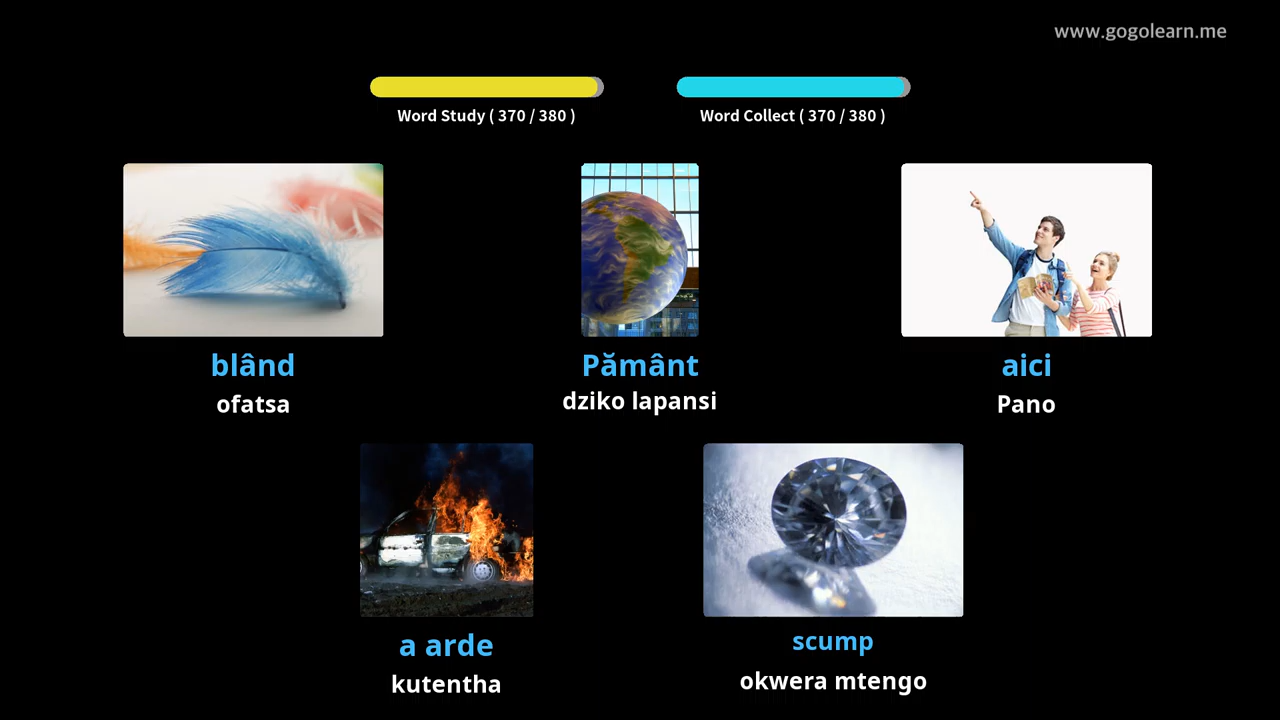 www.gogolearn.me
Word Study ( 370 / 380 )
Word Collect ( 370 / 380 )
blând
ofatsa
Pământ
dziko lapansi
aici
Pano
a arde
kutentha
scump
okwera mtengo